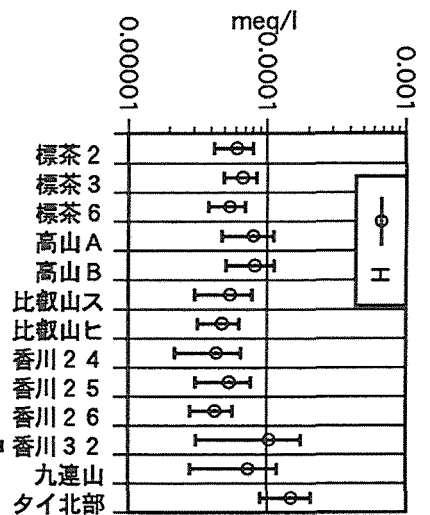 meq/l
0.00001
0.0001
0.001
標茶2
標茶3
標茶6
高山A
高山B
比叡山ス
比叡山ヒ
香川24
香川25
香川26
香川32
九連山
タイ北部
H